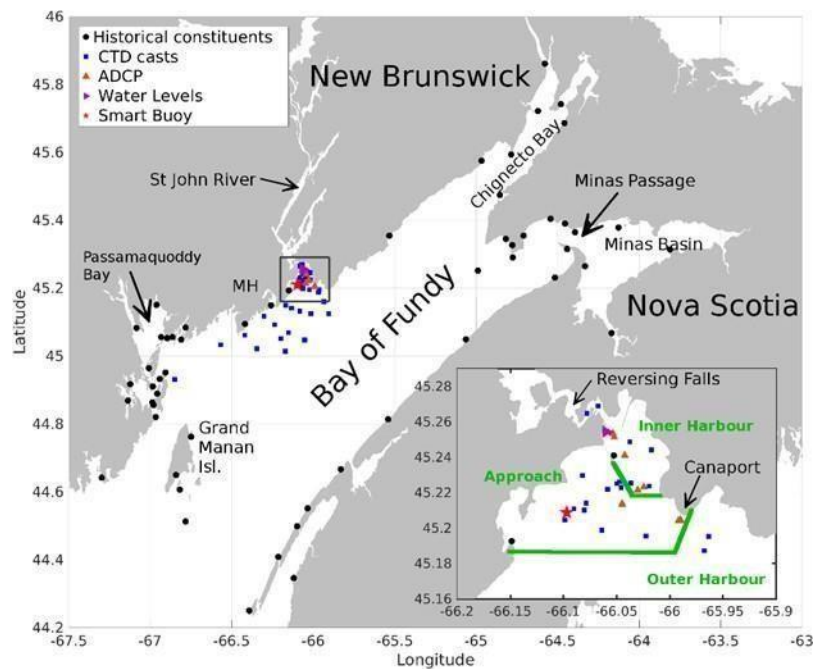 46
45.8
45.6
45.4
45.2
45
44.8
44.6
44.4
44.2
Latitude
Historical constituents
CTD casts
ADCP
Water Levels
Smart Buoy
New Brunswick
St John River
Chignecto Bay
Minas Passage
Minas Basin
Passamaquoddy
Bay
MH
Nova Scotia
Bay of Fundy
Grand
Manan
Isl.
45.28
45.26
45.24
45.22
45.2
45.18
45.16
Reversing Falls
Inner Harbour
Canaport
Approach
Outer Harbour
-66.2 -66.15 -66.1 -66.05 -66 -65.95 -65.9
-67.5 -67 -66.5 -66 -65.5 -65 -64.5 -64 -63.5 -63
Longitude